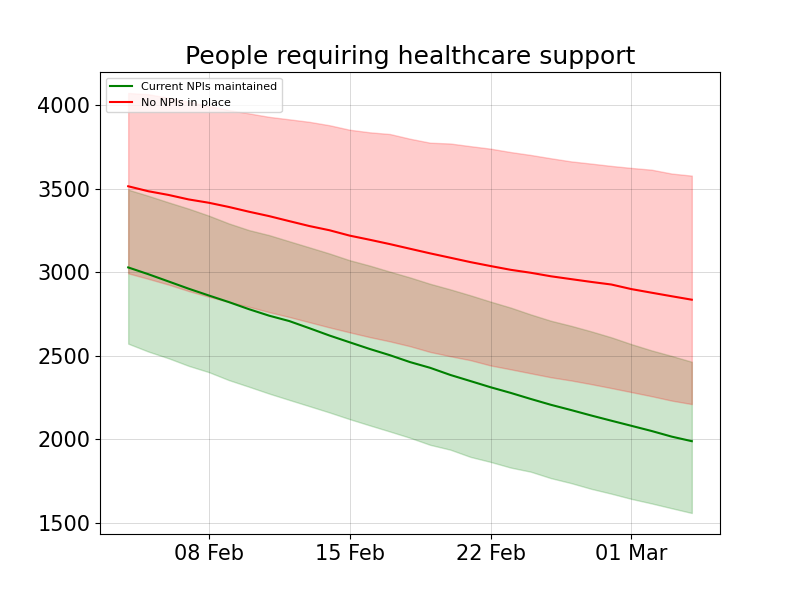 People requiring healthcare support
Current NPIs maintained
No NPIs in place
4000
3500
3000
2500
2000
1500
08 Feb
15 Feb
22 Feb
01 Mar